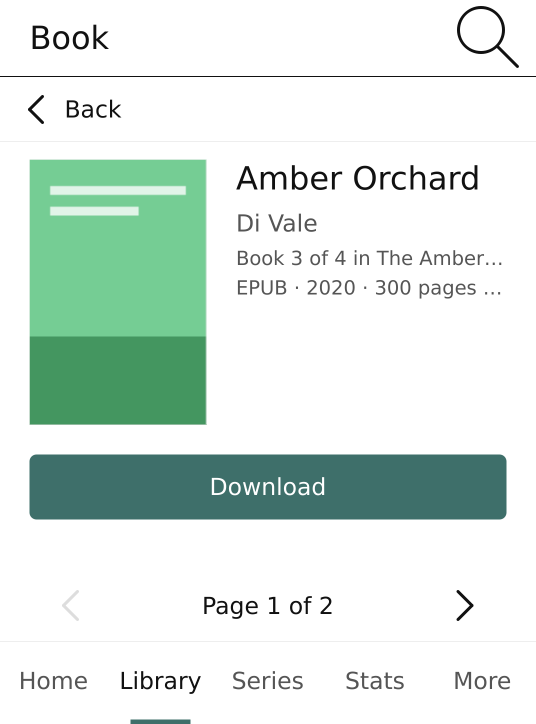 Book
Back
Amber Orchard
Di Vale
Book 3 of 4 in The Amber…
EPUB · 2020 · 300 pages …
Download
Page 1 of 2
Home Library Series Stats More